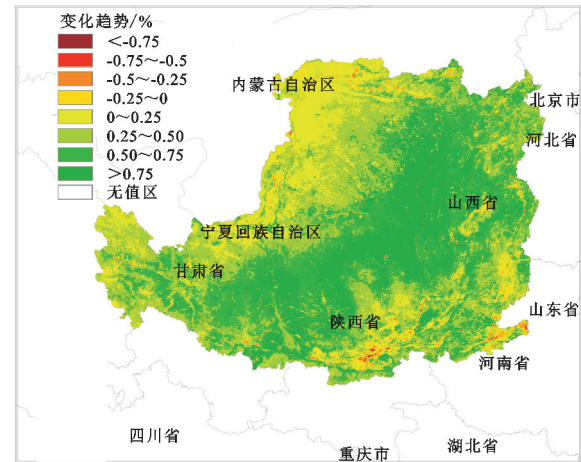 变化趋势/%
<-0.75
-0.75～-0.5
-0.5～-0.25
-0.25～0
0～0.25
0.25～0.50
0.50～0.75
>0.75
无值区
内蒙古自治区
北京市
河北省
山西省
宁夏回族自治区
甘肃省
陕西省
山东省
河南省
四川省
湖北省
重庆市